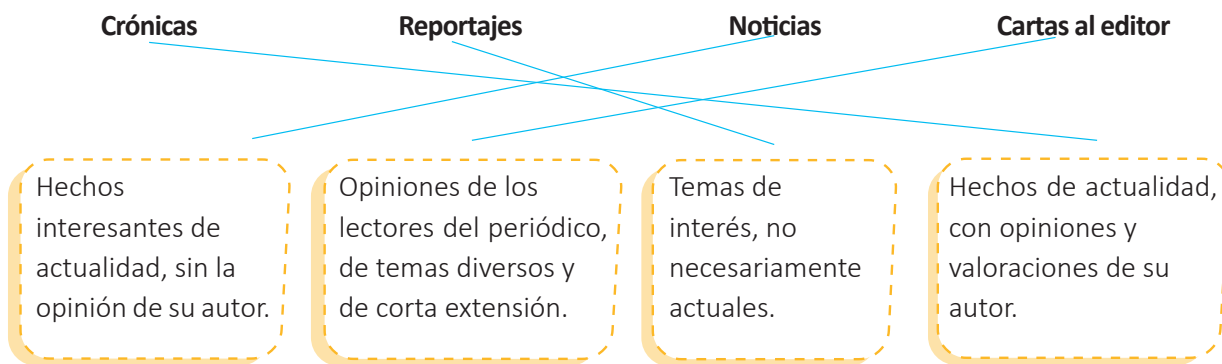 Crónicas Reportajes Noticias Cartas al editor
Hechos
interesantes de
actualidad, sin la
opinión de su autor.
Opiniones de los
lectores del periódico,
de temas diversos y
de corta extensión.
Temas de
interés, no
necesariamente
actuales.
Hechos de actualidad,
con opiniones y
valoraciones de su
autor.